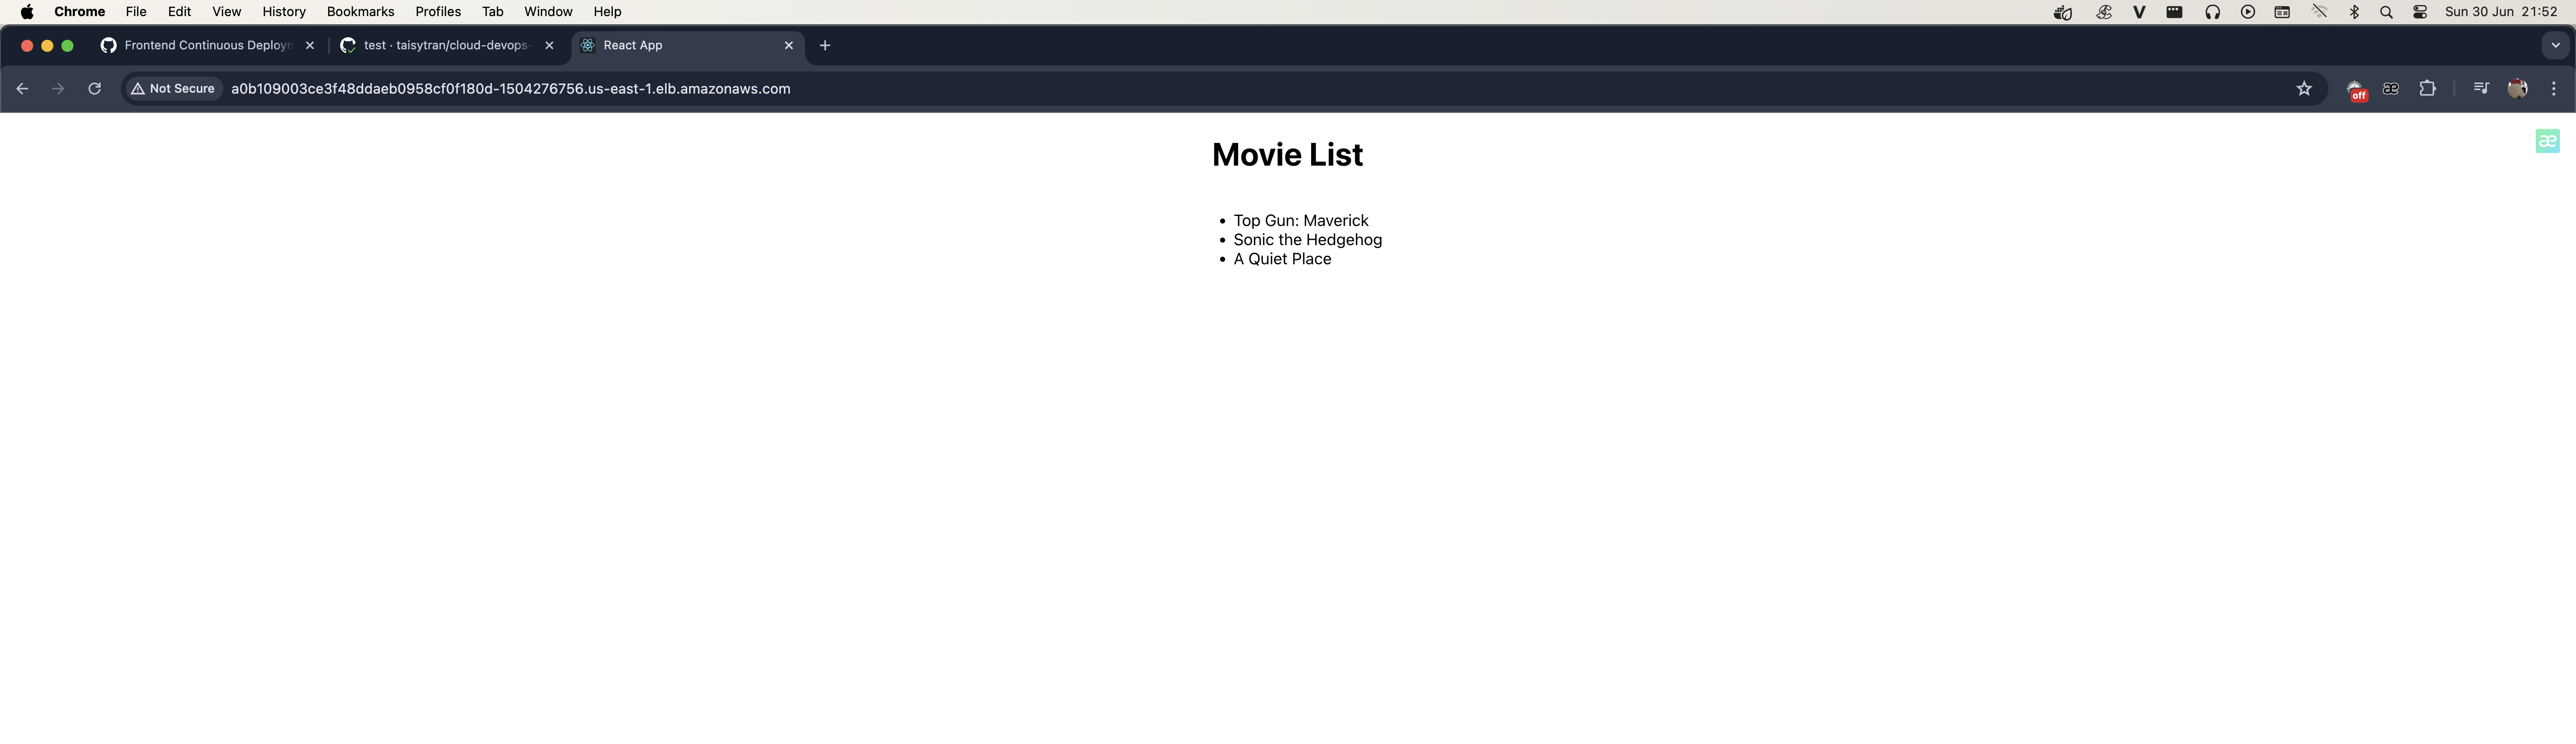 Chrome File Edit View History Bookmarks Profiles Tab Window Help Sun 30 Jun 21:52
Frontend Continuous Deployn test · taisytran/cloud-devops- React App
Not Secure a0b109003ce3f48ddaeb0958cf0f180d-1504276756.us-east-1.elb.amazonaws.com æ
off
Movie List
æ
Top Gun: Maverick
Sonic the Hedgehog
A Quiet Place